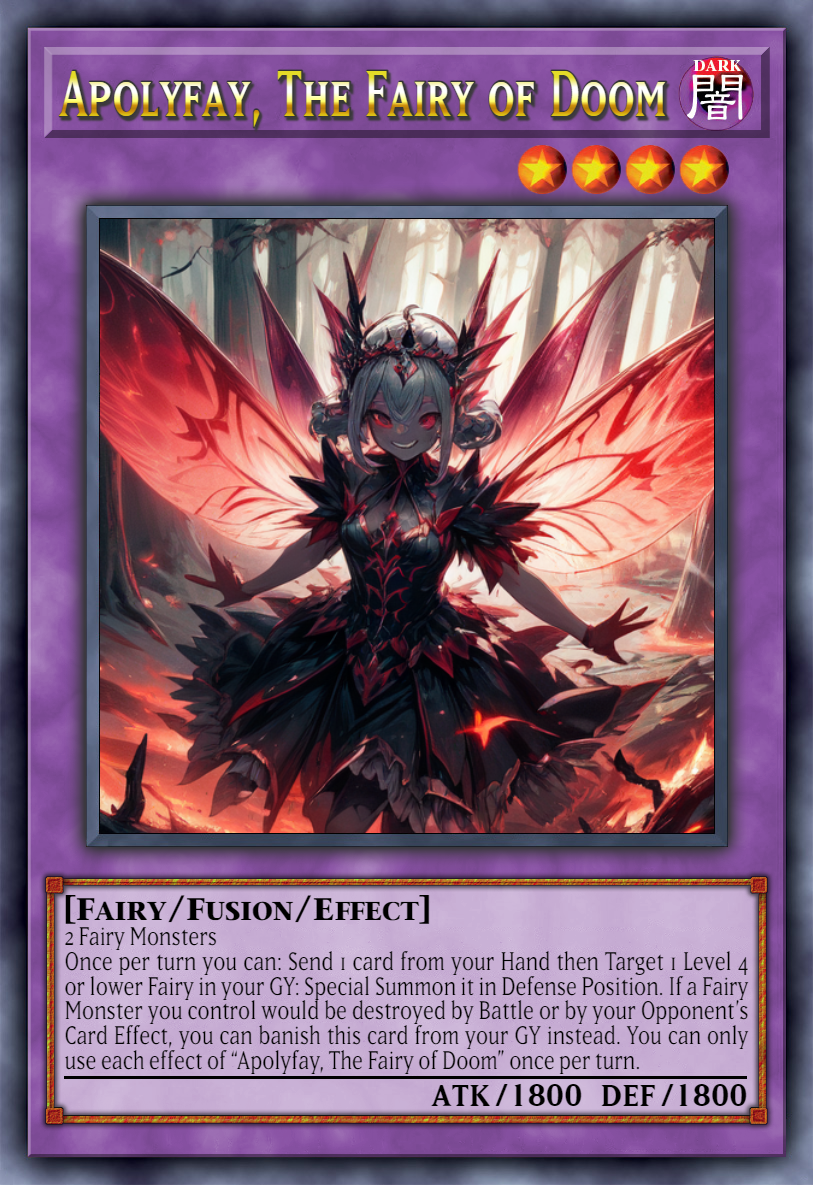 Apolyfay, The Fairy of Doom
DARK
闇
[Fairy/Fusion/Effect]
2 Fairy Monsters
Once per turn you can: Send 1 card from your Hand then Target 1 Level 4
or lower Fairy in your GY: Special Summon it in Defense Position. If a Fairy
Monster you control would be destroyed by Battle or by your Opponent's
Card Effect, you can banish this card from your GY instead. You can only
use each effect of “Apolyfay, The Fairy of Doom” once per turn.
ATK/1800 DEF/1800